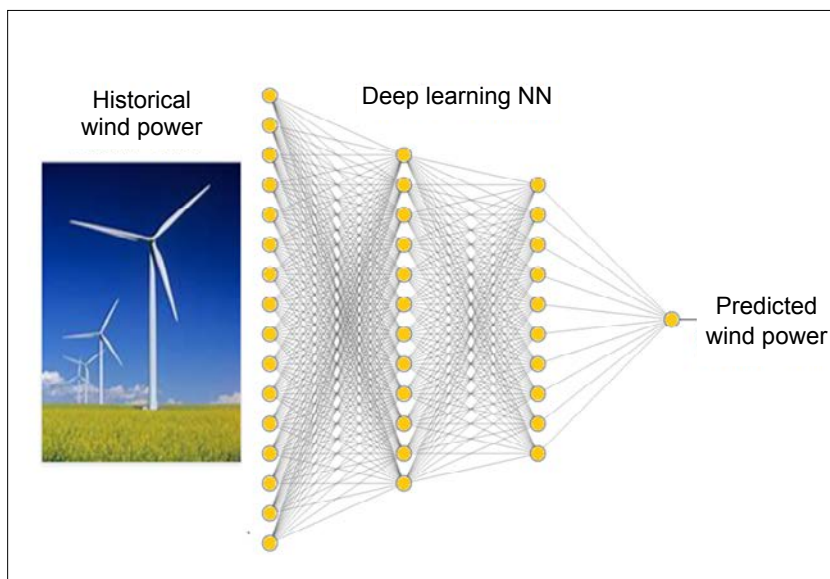 Historical
wind power
Deep learning NN
Predicted
wind power